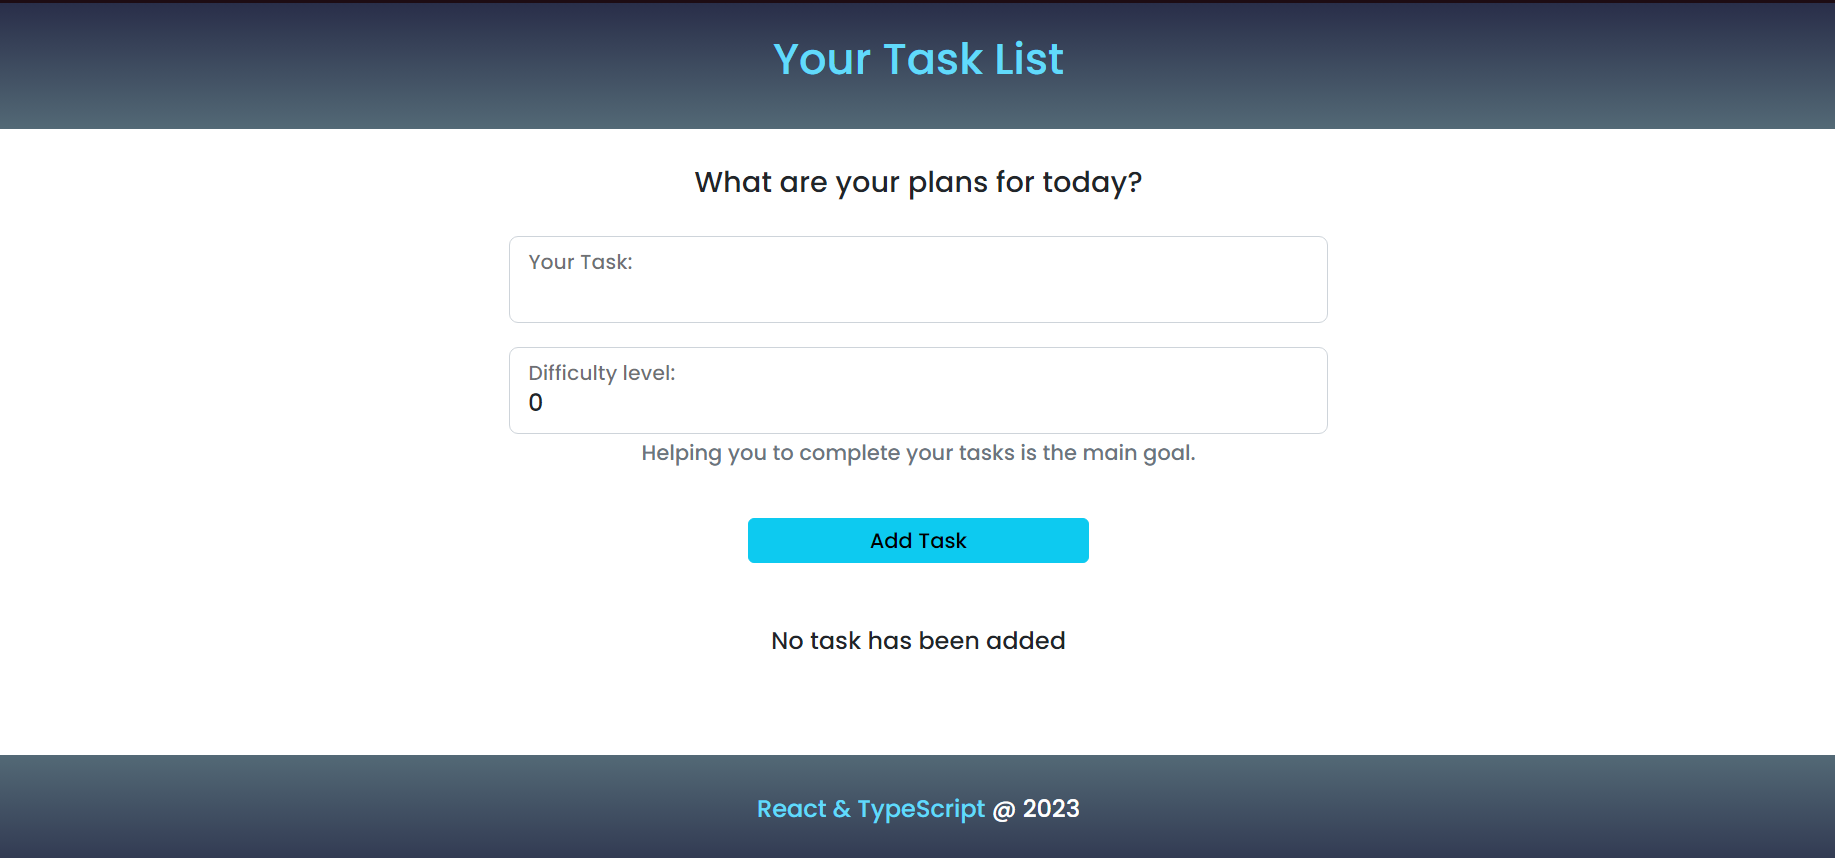 Your Task List
What are your plans for today?
Your Task:
Difficulty level:
0
Helping you to complete your tasks is the main goal.
Add Task
No task has been added
React & TypeScript @ 2023